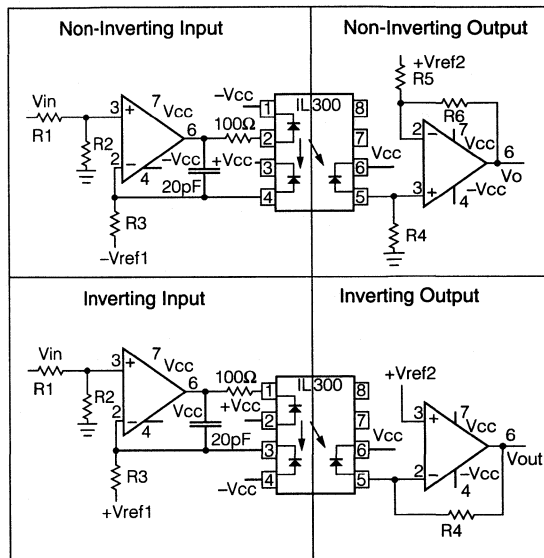 Non-Inverting Input
Non-Inverting Output
Vin
R1
R2
3
+
2
−
7
Vcc
6
4
−Vcc
R3
−Vref1
20pF
100Ω
−Vcc
+Vcc
IL300
1
2
3
4
8
7
6
5
Vcc
+Vref2
R5
R6
2
−
3
+
7
Vcc
6
Vo
4
−Vcc
R4
Inverting Input
Inverting Output
Vin
R1
R2
3
+
2
−
7
Vcc
6
4
Vcc
R3
+Vref1
20pF
100Ω
+Vcc
−Vcc
IL300
1
2
3
4
8
7
6
5
Vcc
+Vref2
3
+
2
−
7
Vcc
6
Vout
−Vcc
4
R4